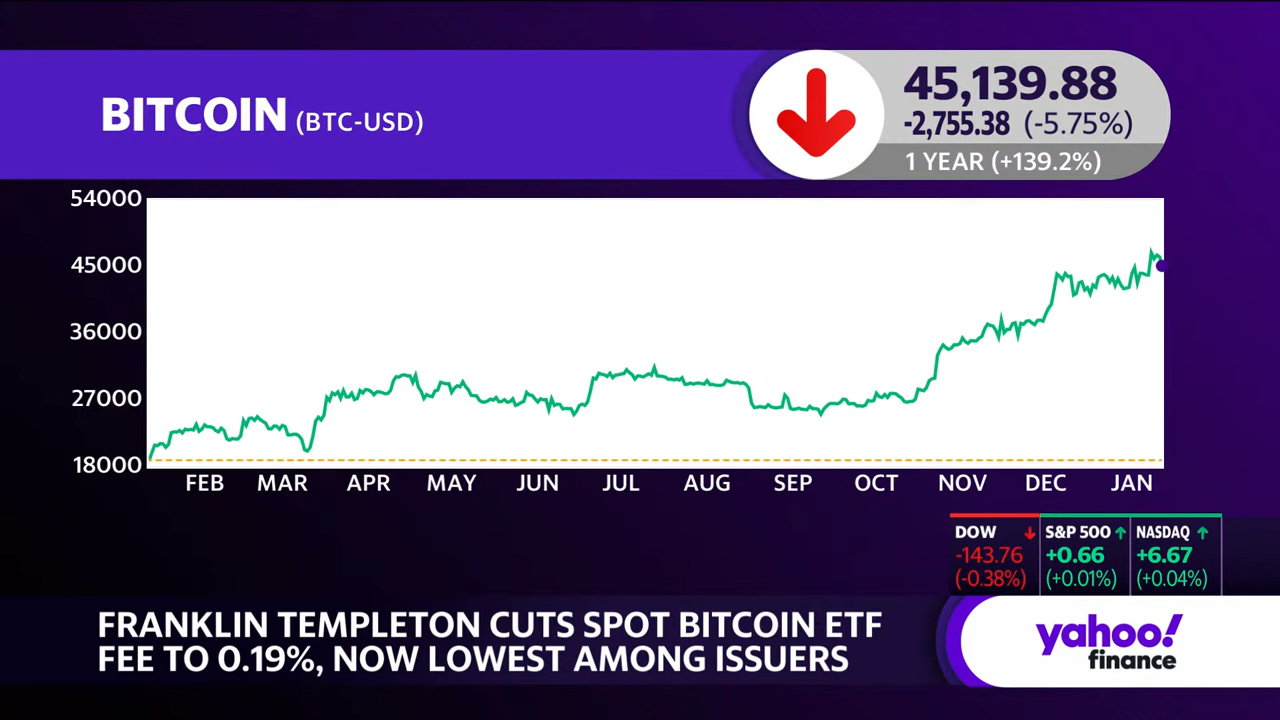 BITCOIN (BTC-USD)
45,139.88
-2,755.38 (-5.75%)
1 YEAR (+139.2%)
54000
45000
36000
27000
18000
FEB MAR APR MAY JUN JUL AUG SEP OCT NOV DEC JAN
DOW
-143.76
(-0.38%)
S&P 500
+0.66
(+0.01%)
NASDAQ
+6.67
(+0.04%)
FRANKLIN TEMPLETON CUTS SPOT BITCOIN ETF
FEE TO 0.19%, NOW LOWEST AMONG ISSUERS
yahoo!
finance